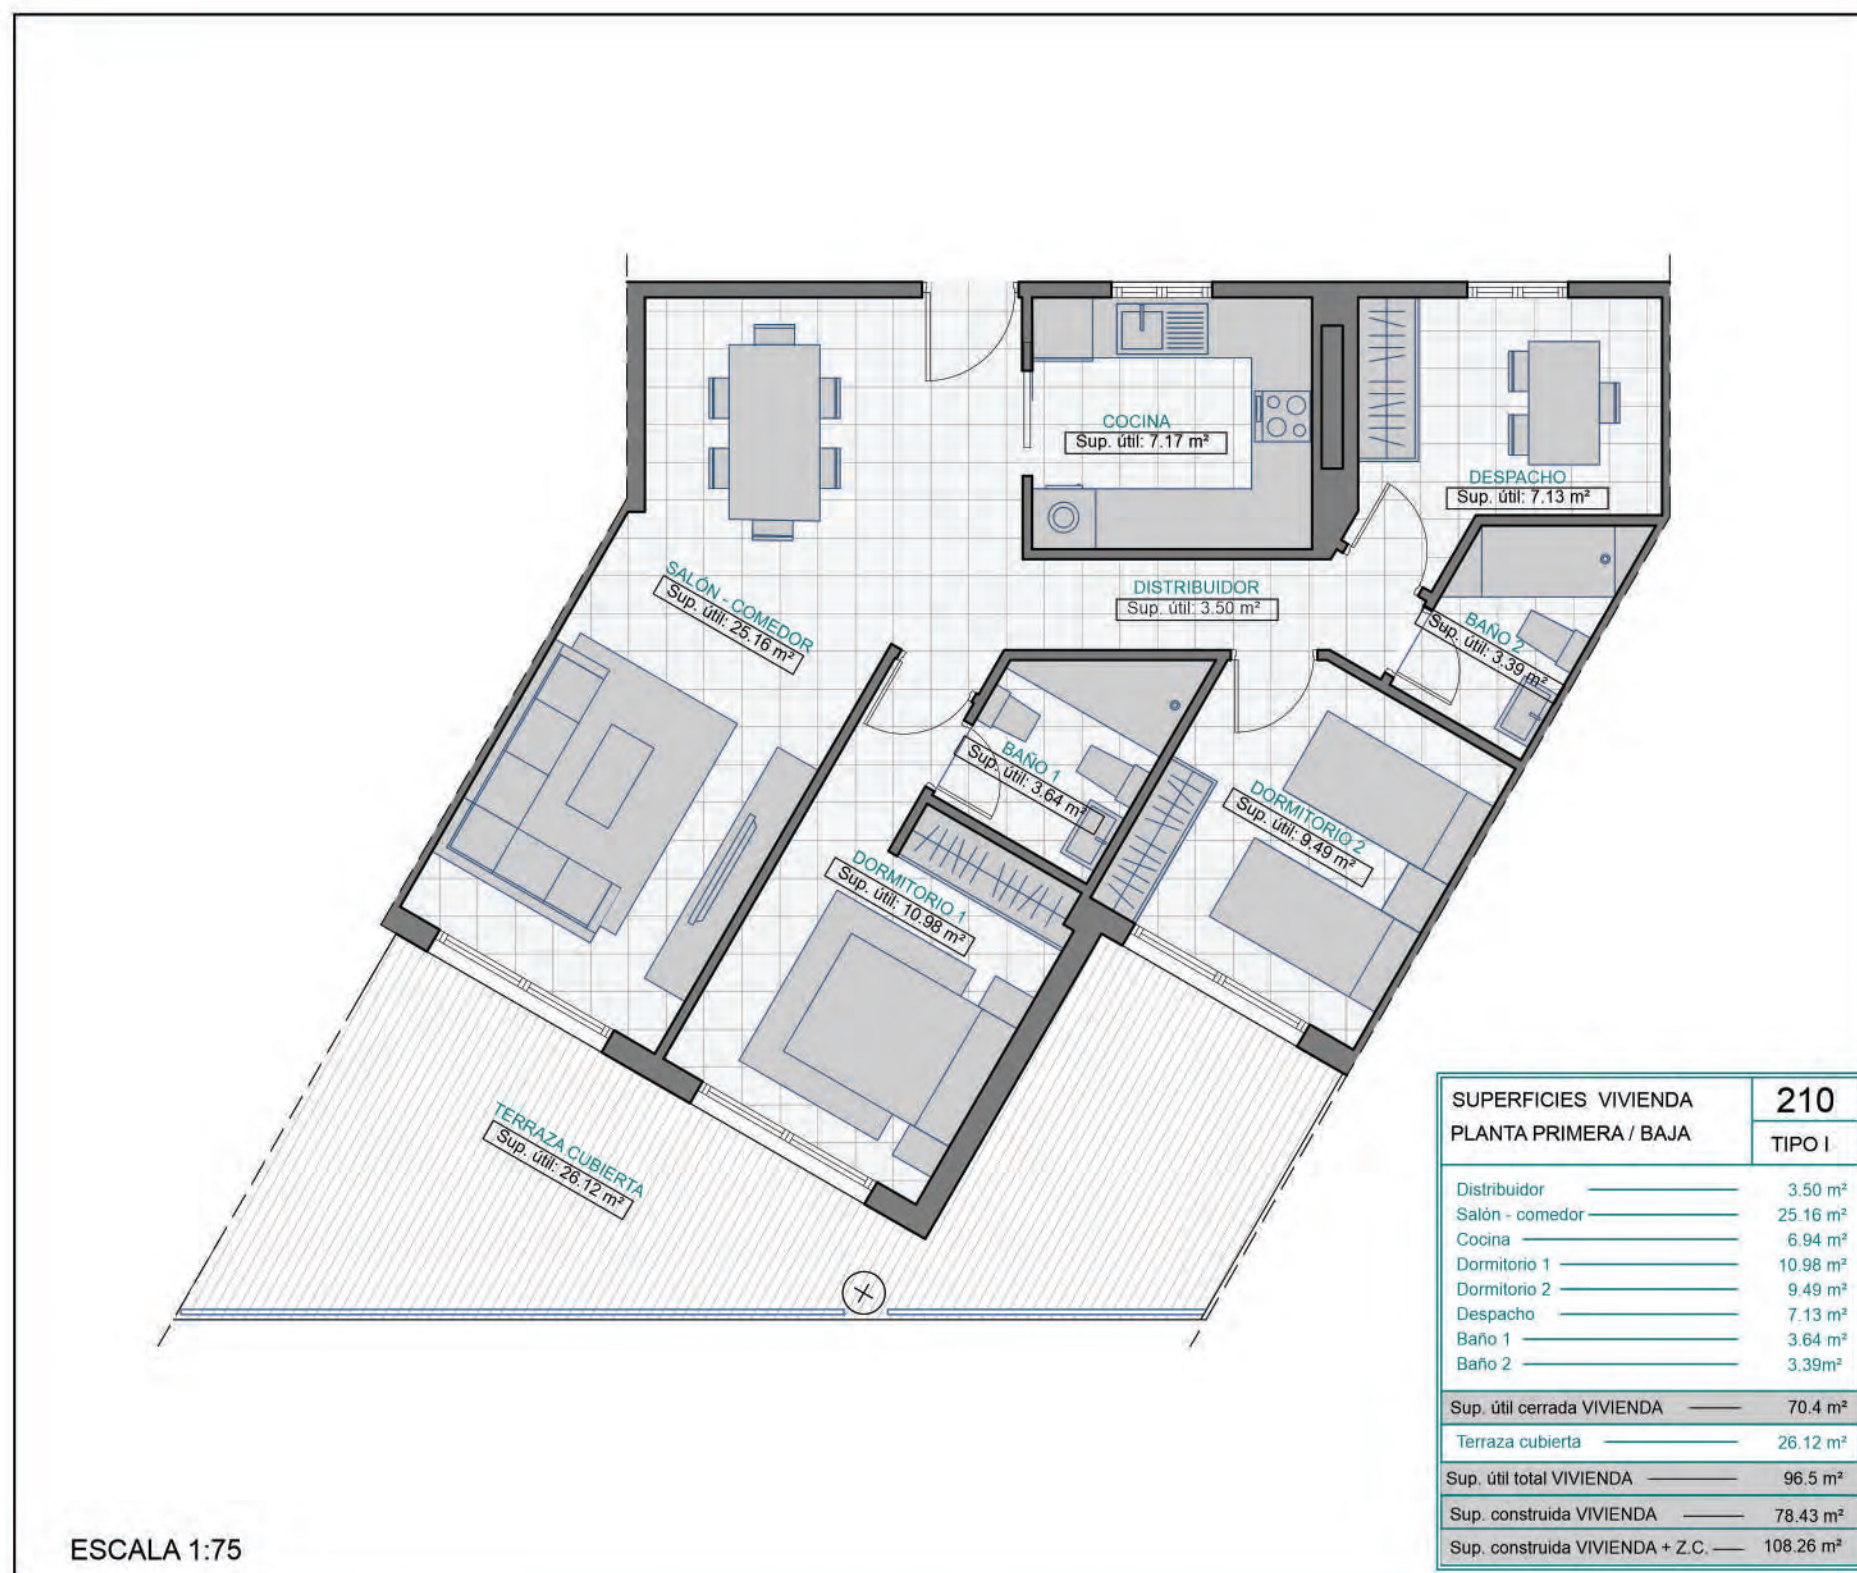 COCINA
Sup. útil: 7.17 m²
DESPACHO
Sup. útil: 7.13 m²
SALÓN - COMEDOR
Sup. útil: 25.16 m²
DISTRIBUIDOR
Sup. útil: 3.50 m²
BAÑO 2
Sup. útil: 3.39 m²
BAÑO 1
Sup. útil: 3.64 m²
DORMITORIO 2
Sup. útil: 9.49 m²
DORMITORIO 1
Sup. útil: 10.98 m²
TERRAZA CUBIERTA
Sup. útil: 26.12 m²
SUPERFICIES VIVIENDA 210
PLANTA PRIMERA / BAJA TIPO I
Distribuidor 3.50 m²
Salón - comedor 25.16 m²
Cocina 6.94 m²
Dormitorio 1 10.98 m²
Dormitorio 2 9.49 m²
Despacho 7.13 m²
Baño 1 3.64 m²
Baño 2 3.39m²
Sup. útil cerrada VIVIENDA 70.4 m²
Terraza cubierta 26.12 m²
Sup. útil total VIVIENDA 96.5 m²
Sup. construida VIVIENDA 78.43 m²
Sup. construida VIVIENDA + Z.C. 108.26 m²
ESCALA 1:75